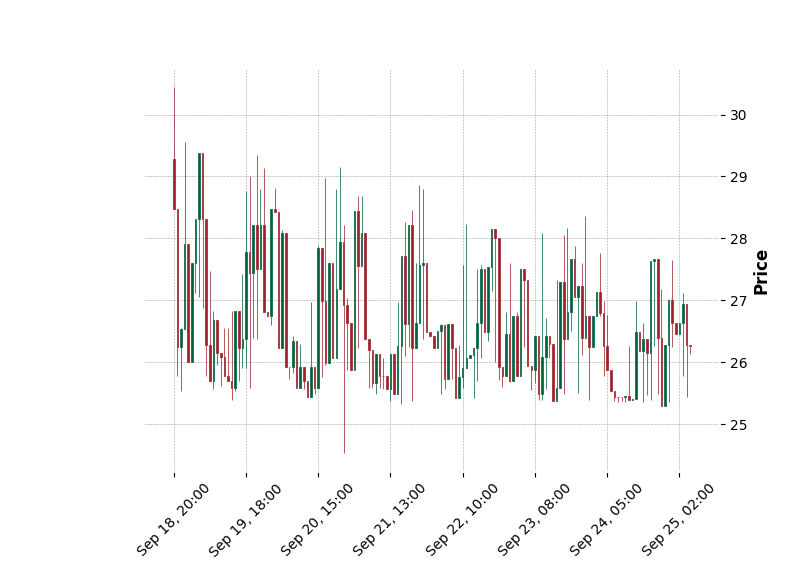 30
29
28
27
26
25
Price
Sep 18, 20:00
Sep 19, 18:00
Sep 20, 15:00
Sep 21, 13:00
Sep 22, 10:00
Sep 23, 08:00
Sep 24, 05:00
Sep 25, 02:00